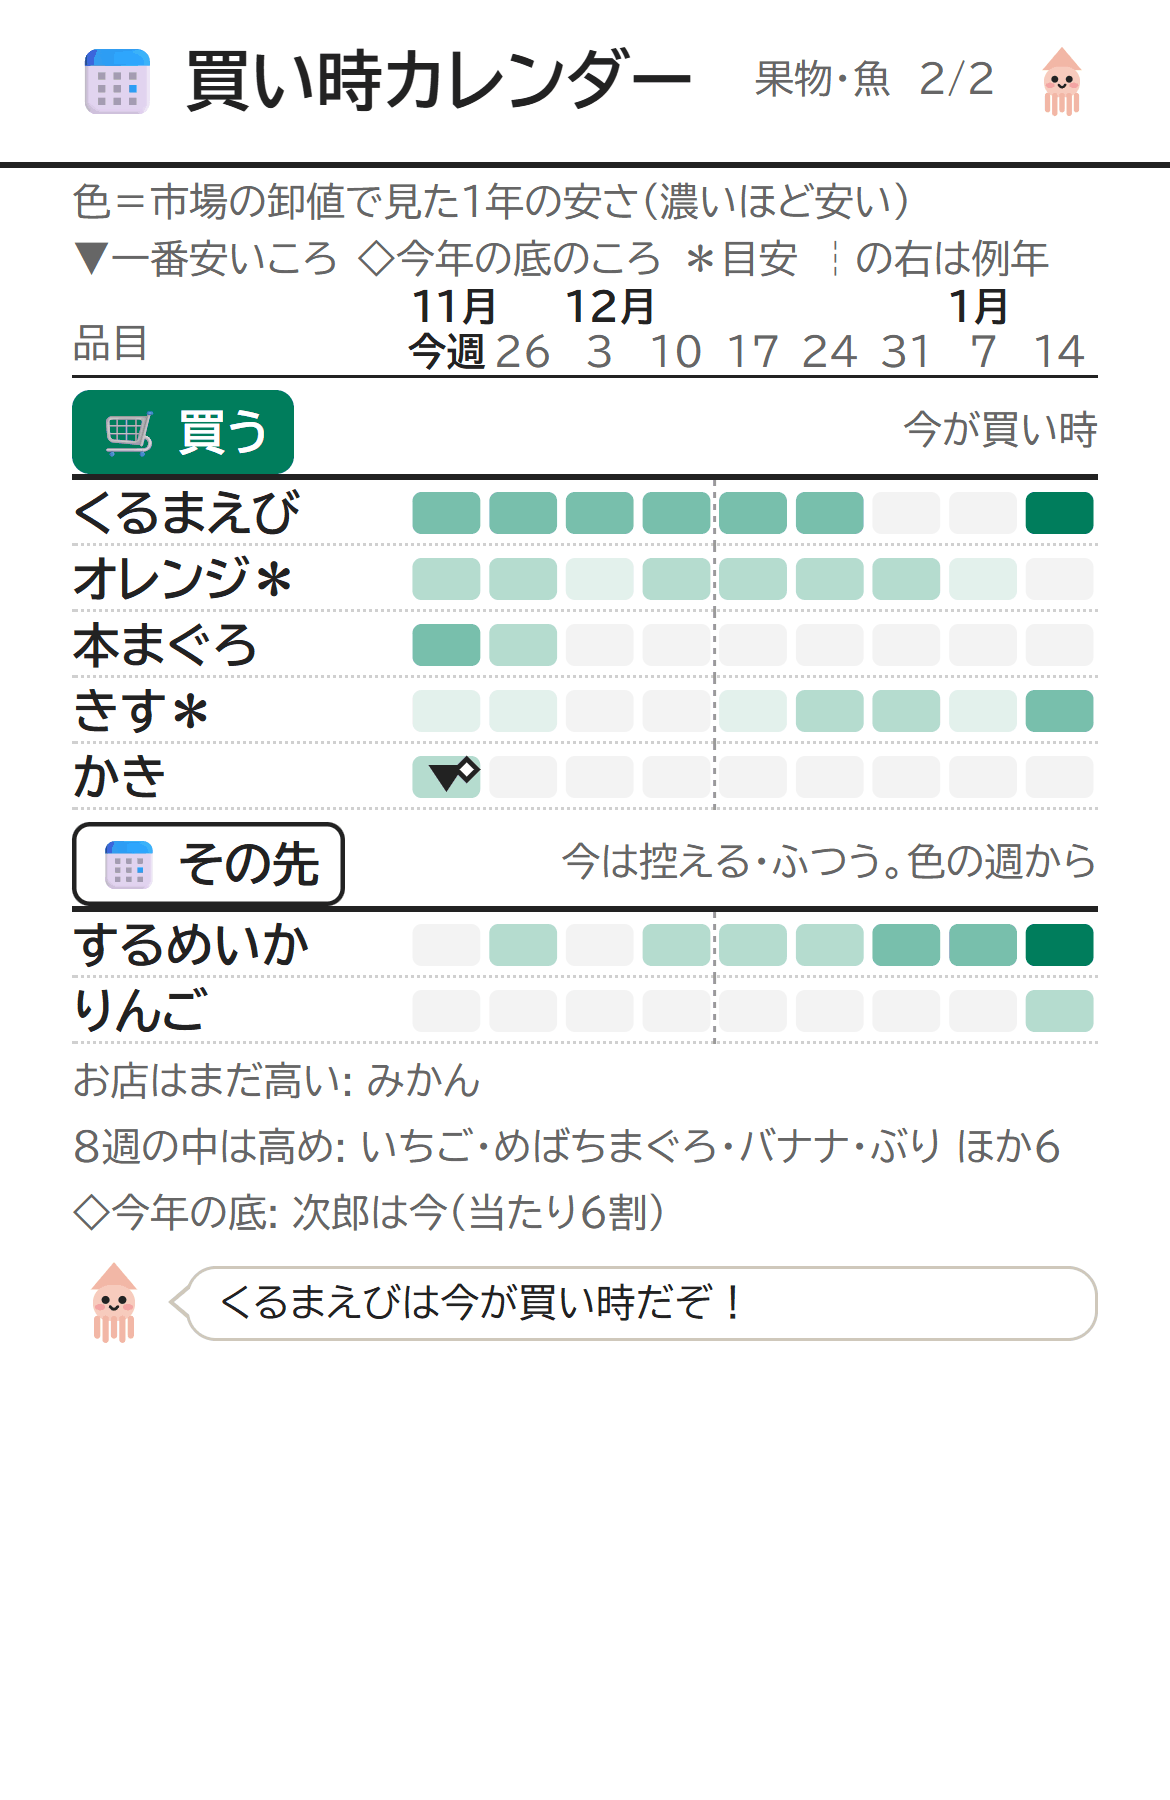 買い時カレンダー 果物・魚 2/2
色＝市場の卸値で見た1年の安さ（濃いほど安い）
▼一番安いころ ◇今年の底のころ ＊目安 ┊の右は例年
11月 12月 1月
品目 今週 26 3 10 17 24 31 7 14
買う 今が買い時
くるまえび
オレンジ＊
本まぐろ
きす＊
かき
その先 今は控える・ふつう。色の週から
するめいか
りんご
お店はまだ高い: みかん
8週の中は高め: いちご・めばちまぐろ・バナナ・ぶり ほか6
◇今年の底: 次郎は今（当たり6割）
くるまえびは今が買い時だぞ！